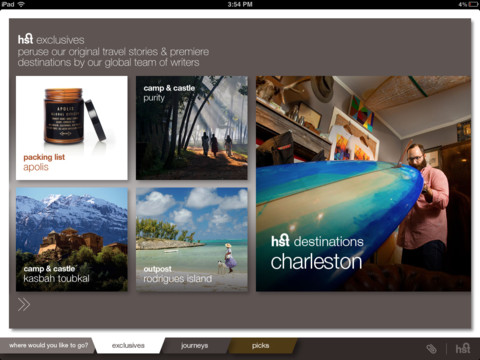 iPad
3:54 PM
4%
hst exclusives
peruse our original travel stories & premiere
destinations by our global team of writers
APOLIS
packing list
apolis
camp & castle
purity
camp & castle
kasbah toubkal
outpost
rodrigues island
hst destinations
charleston
where would you like to go?
exclusives
journeys
picks
hst